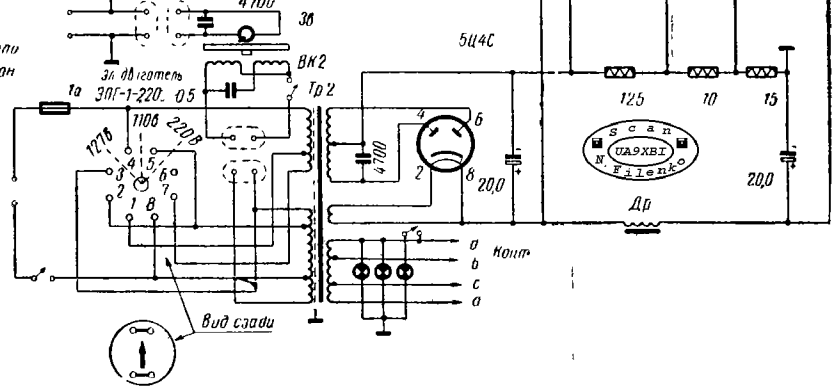 4700
Зв
5Ц4С
ВК2
Эл двигатель
ЭПГ-1-220. 0.5
Тр 2
1а
110в
127в
220В
4 5
3 6
2 7
1 8
4 6
4700
2 8
20,0
125
10
15
Scan
UA9XBI
N. Filenko
20,0
Др
d
b
c
a
Конт
Вид сзади